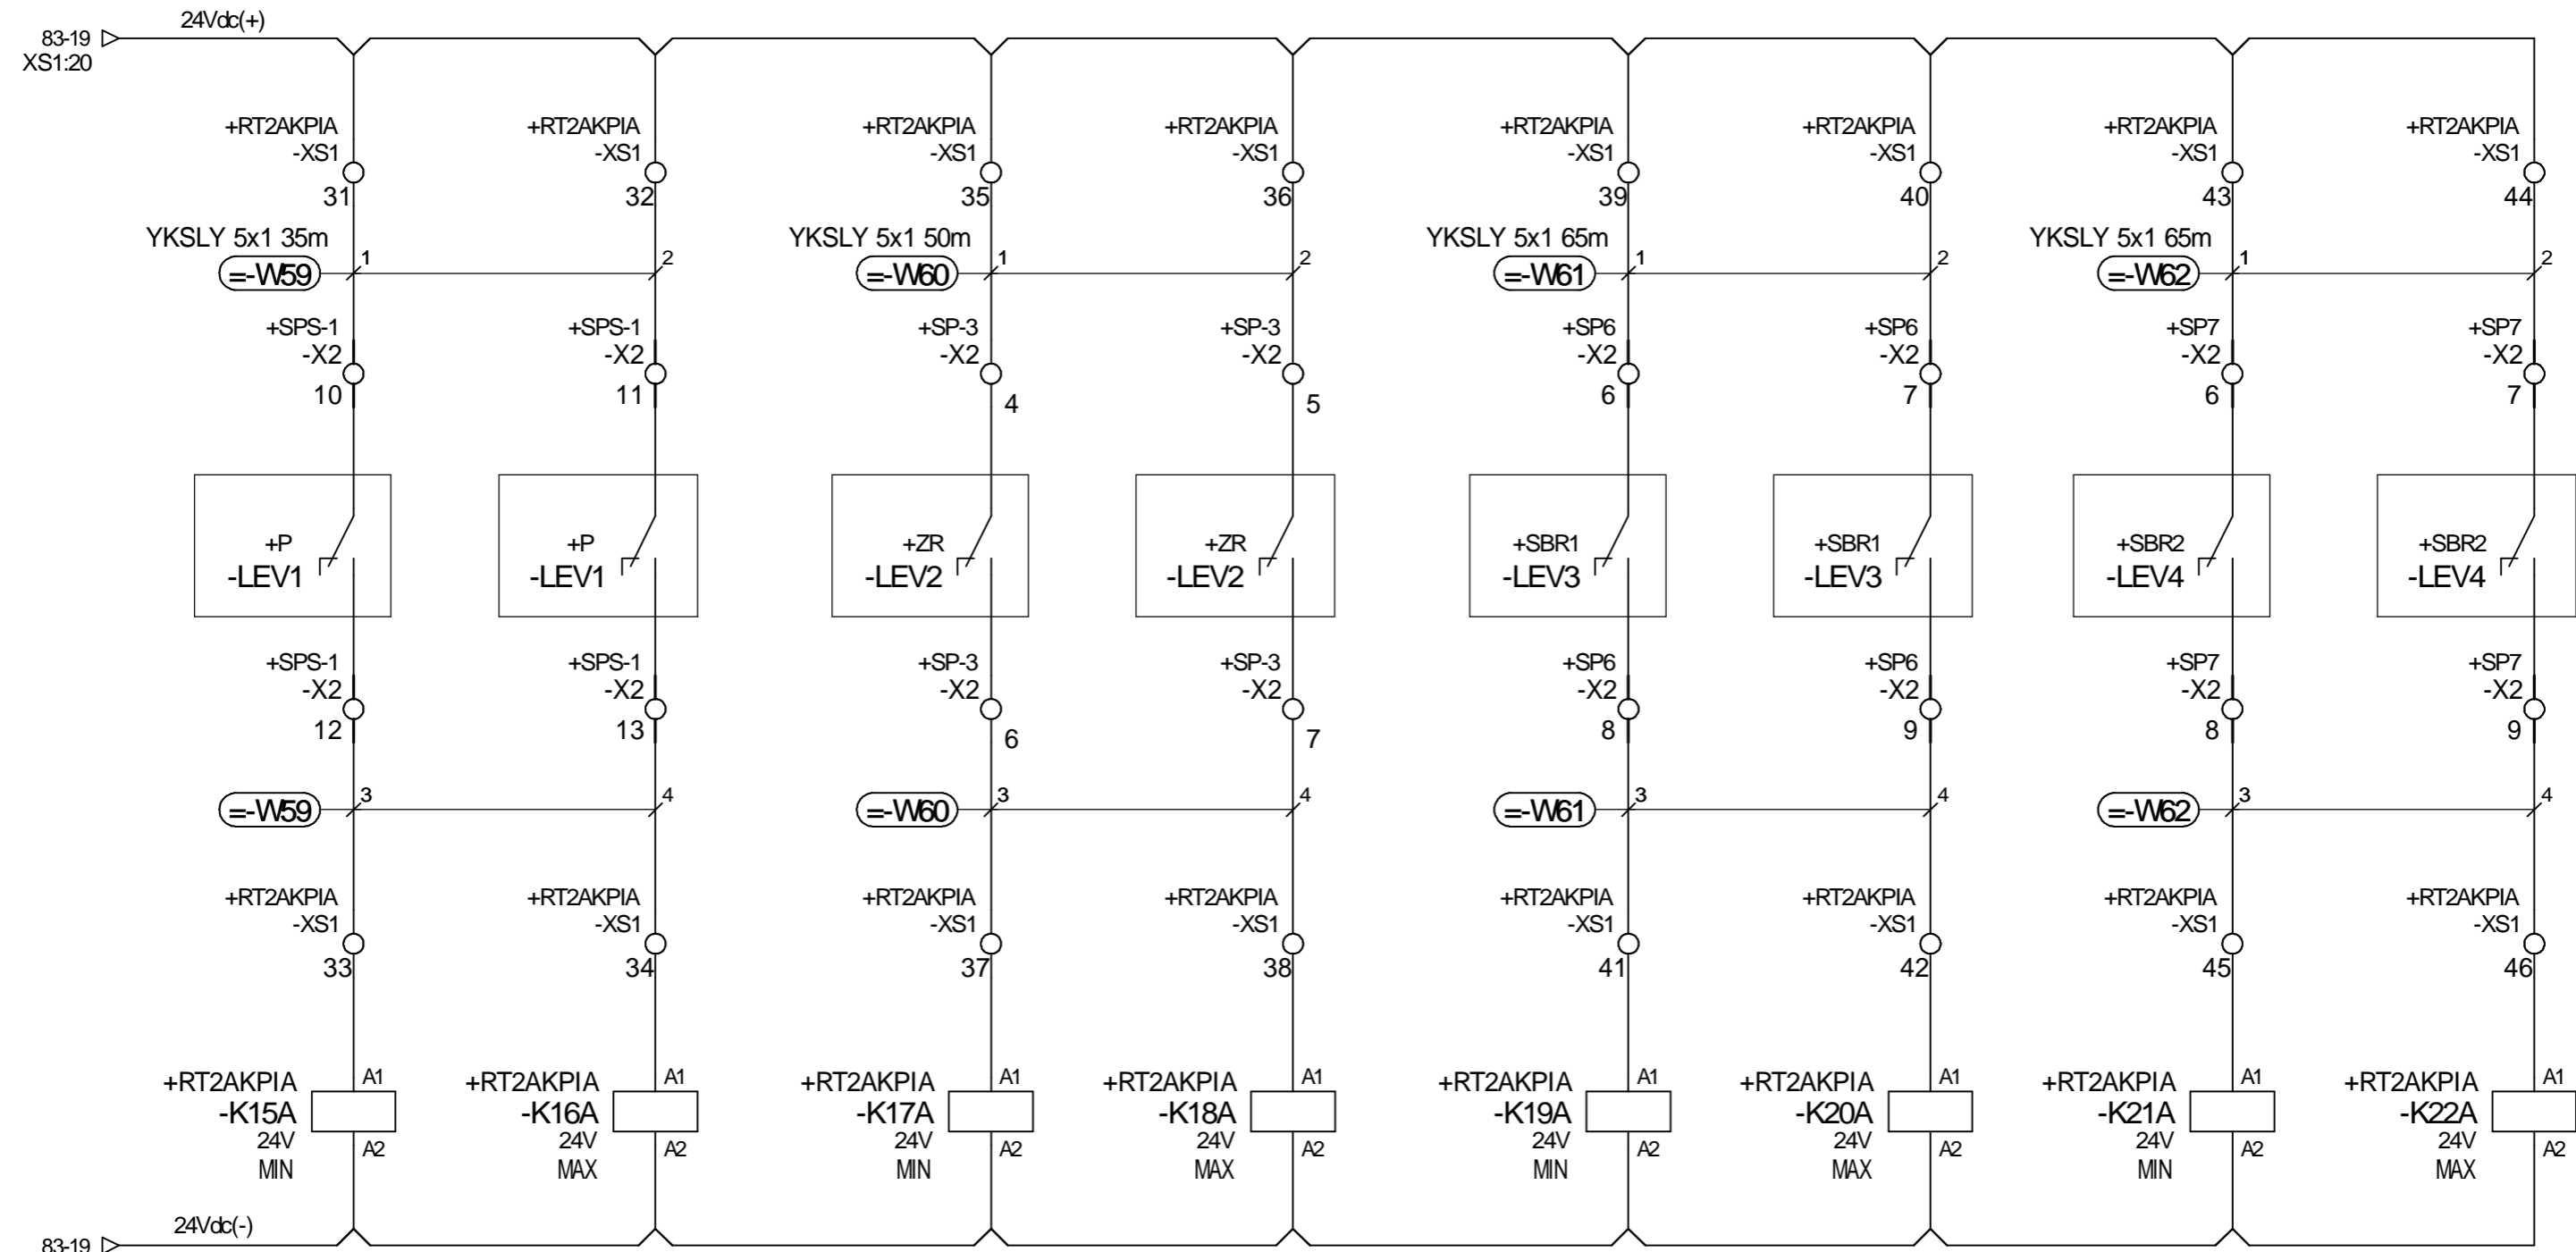 24Vdc(+)
83-19
XS1:20
+RT2AKPIA +RT2AKPIA +RT2AKPIA +RT2AKPIA +RT2AKPIA +RT2AKPIA +RT2AKPIA +RT2AKPIA
-XS1 -XS1 -XS1 -XS1 -XS1 -XS1 -XS1 -XS1
31 32 35 36 39 40 43 44
YKSLY 5x1 35m YKSLY 5x1 50m YKSLY 5x1 65m YKSLY 5x1 65m
=-W59 1 2 =-W60 1 2 =-W61 1 2 =-W62 1 2
+SPS-1 +SPS-1 +SP-3 +SP-3 +SP6 +SP6 +SP7 +SP7
-X2 -X2 -X2 -X2 -X2 -X2 -X2 -X2
10 11 4 5 6 7 6 7
+P +P +ZR +ZR +SBR1 +SBR1 +SBR2 +SBR2
-LEV1 -LEV1 -LEV2 -LEV2 -LEV3 -LEV3 -LEV4 -LEV4
+SPS-1 +SPS-1 +SP-3 +SP-3 +SP6 +SP6 +SP7 +SP7
-X2 -X2 -X2 -X2 -X2 -X2 -X2 -X2
12 13 6 7 8 9 8 9
=-W59 3 4 =-W60 3 4 =-W61 3 4 =-W62 3 4
+RT2AKPIA +RT2AKPIA +RT2AKPIA +RT2AKPIA +RT2AKPIA +RT2AKPIA +RT2AKPIA +RT2AKPIA
-XS1 -XS1 -XS1 -XS1 -XS1 -XS1 -XS1 -XS1
33 34 37 38 41 42 45 46
+RT2AKPIA A1 +RT2AKPIA A1 +RT2AKPIA A1 +RT2AKPIA A1 +RT2AKPIA A1 +RT2AKPIA A1 +RT2AKPIA A1 +RT2AKPIA A1
-K15A -K16A -K17A -K18A -K19A -K20A -K21A -K22A
24V A2 24V A2 24V A2 24V A2 24V A2 24V A2 24V A2 24V A2
MIN MAX MIN MAX MIN MAX MIN MAX
24Vdc(-)
83-19